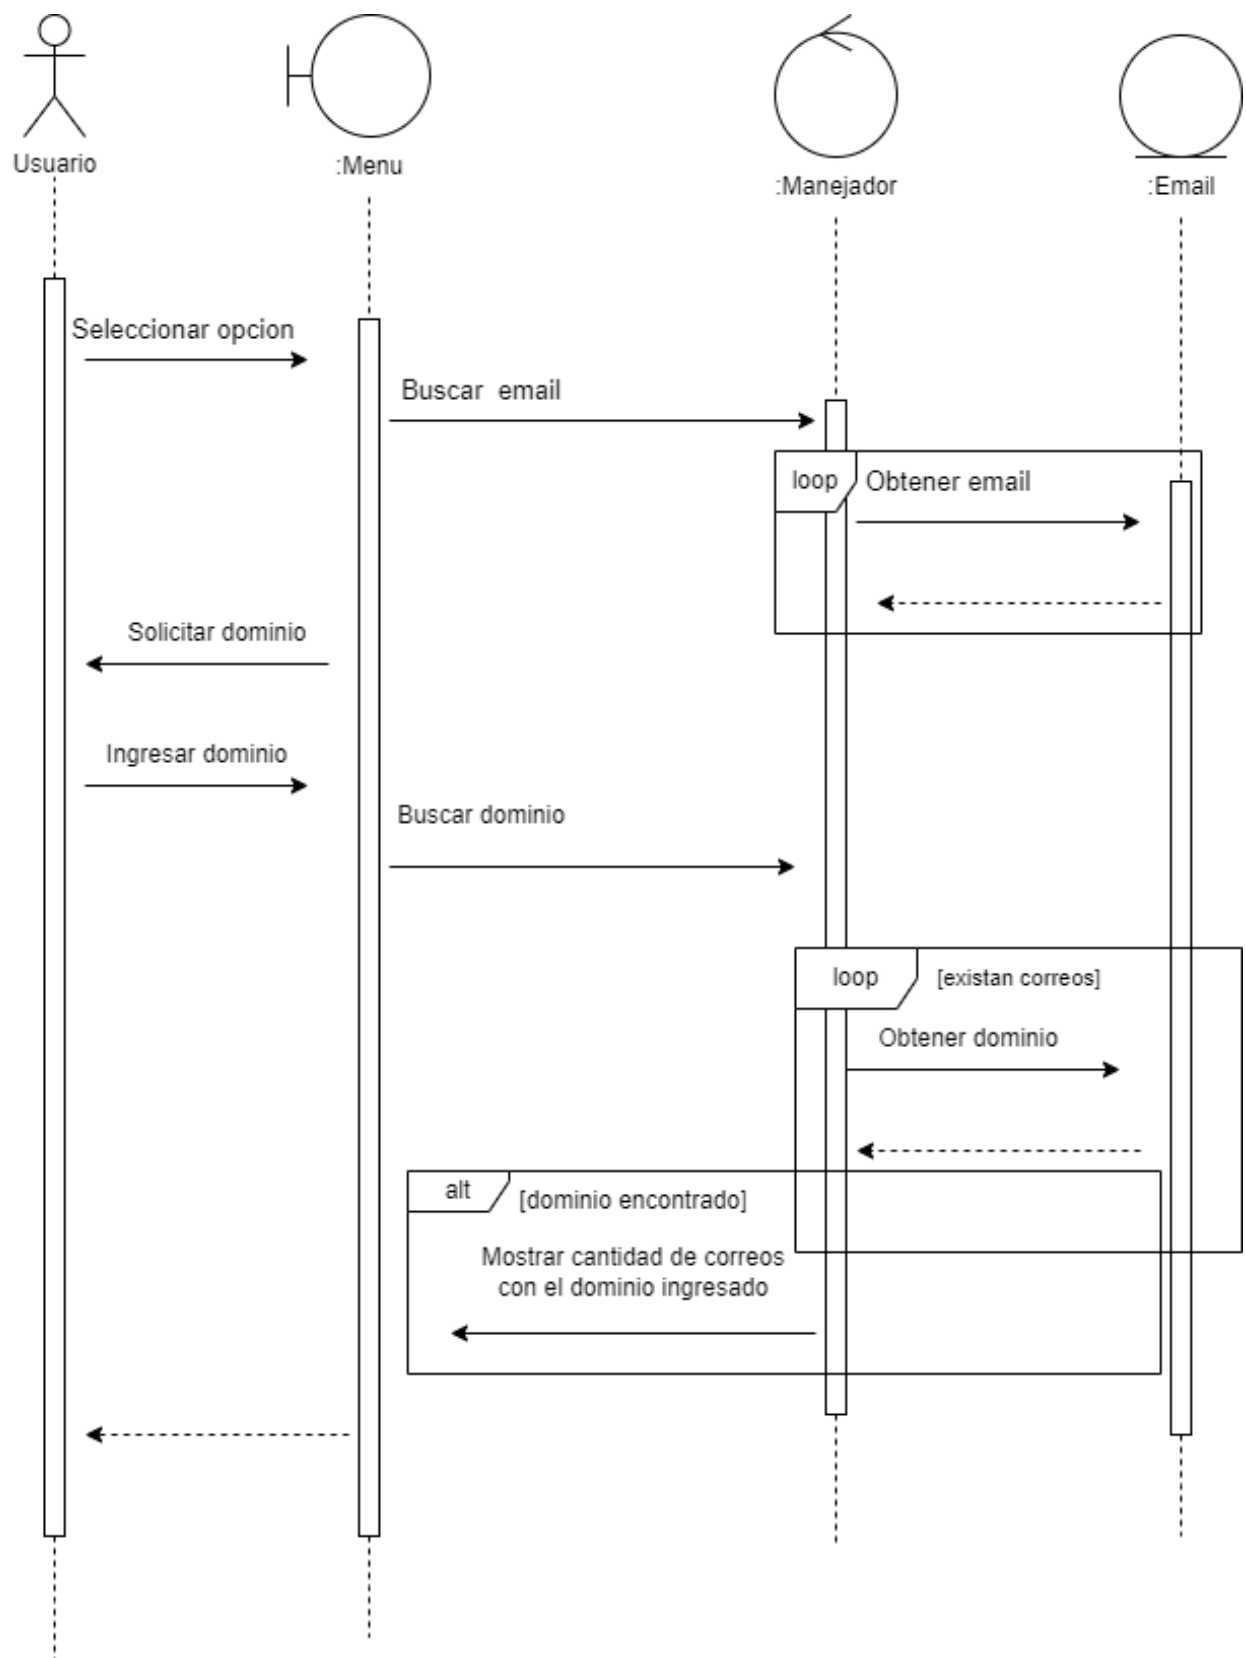 Usuario
:Menu
:Manejador
:Email
Seleccionar opcion
Buscar  email
loop
Obtener email
Solicitar dominio
Ingresar dominio
Buscar dominio
loop
[existan correos]
Obtener dominio
alt
[dominio encontrado]
Mostrar cantidad de correos
con el dominio ingresado